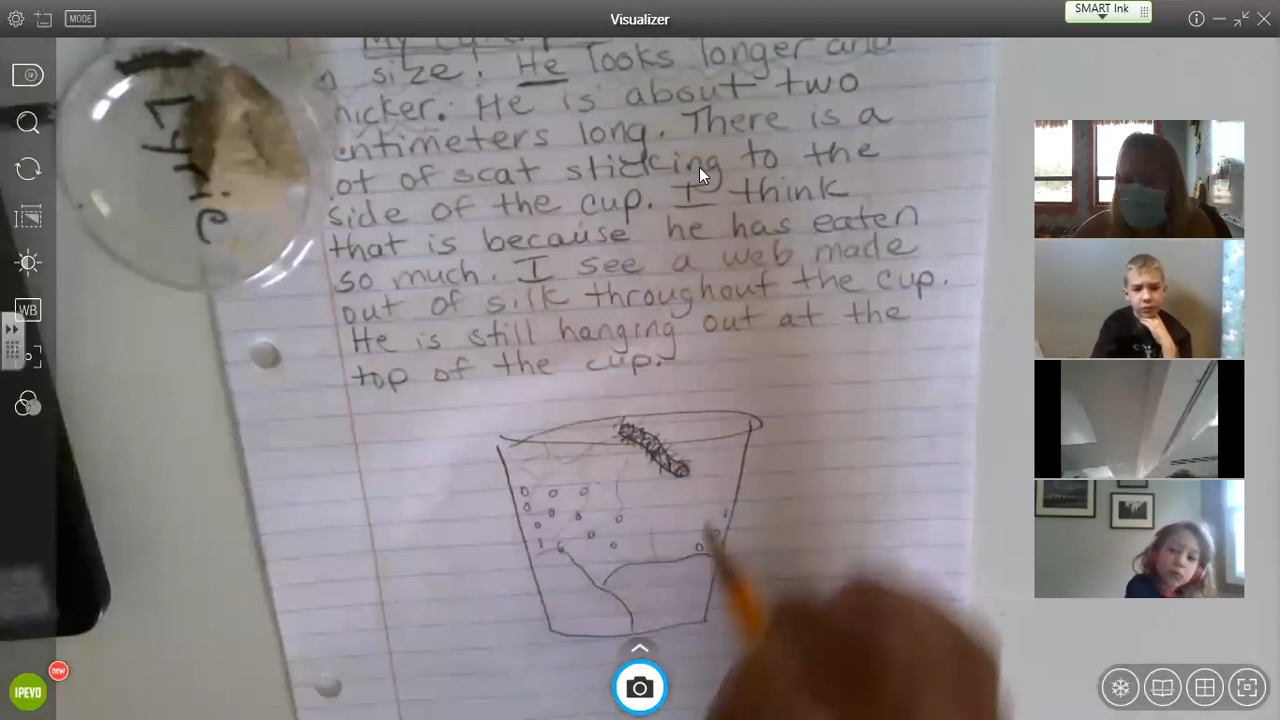 MODE
Visualizer
SMART Ink
size! He looks longer and
hicker. He is about two
entimeters long. There is a
ot of scat sticking to the
side of the cup. I think
that is because he has eaten
so much. I see a web made
out of silk throughout the cup.
He is still hanging out at the
top of the cup.
WB
new
IPEVO